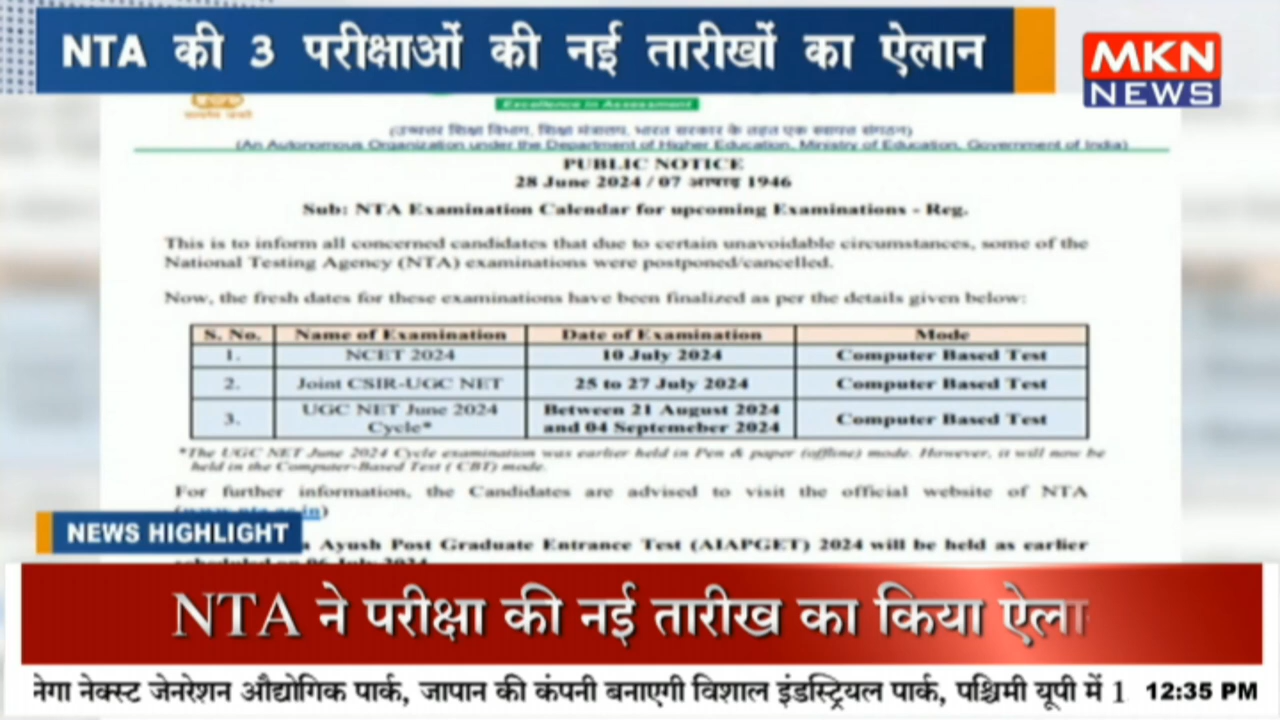 NTA की 3 परीक्षाओं की नई तारीखों का ऐलान
MKN
NEWS
Excellence in Assessment
(उच्चतर शिक्षा विभाग, शिक्षा मंत्रालय, भारत सरकार के तहत एक स्वायत्त संगठन)
(An Autonomous Organization under the Department of Higher Education, Ministry of Education, Government of India)
PUBLIC NOTICE
28 June 2024 / 07 आषाढ़ 1946
Sub: NTA Examination Calendar for upcoming Examinations - Reg.
This is to inform all concerned candidates that due to certain unavoidable circumstances, some of the
National Testing Agency (NTA) examinations were postponed/cancelled.
Now, the fresh dates for these examinations have been finalized as per the details given below:
S. No. Name of Examination Date of Examination Mode
1. NCET 2024 10 July 2024 Computer Based Test
2. Joint CSIR-UGC NET 25 to 27 July 2024 Computer Based Test
3. UGC NET June 2024 Cycle* Between 21 August 2024 and 04 Septemeber 2024 Computer Based Test
*The UGC NET June 2024 Cycle examination was earlier held in Pen & paper (offline) mode. However, it will now be
held in the Computer-Based Test ( CBT) mode.
For further information, the Candidates are advised to visit the official website of NTA
NEWS HIGHLIGHT
Ayush Post Graduate Entrance Test (AIAPGET) 2024 will be held as earlier
NTA ने परीक्षा की नई तारीख का किया ऐला
नेगा नेक्स्ट जेनरेशन औद्योगिक पार्क, जापान की कंपनी बनाएगी विशाल इंडस्ट्रियल पार्क, पश्चिमी यूपी में 1
12:35 PM